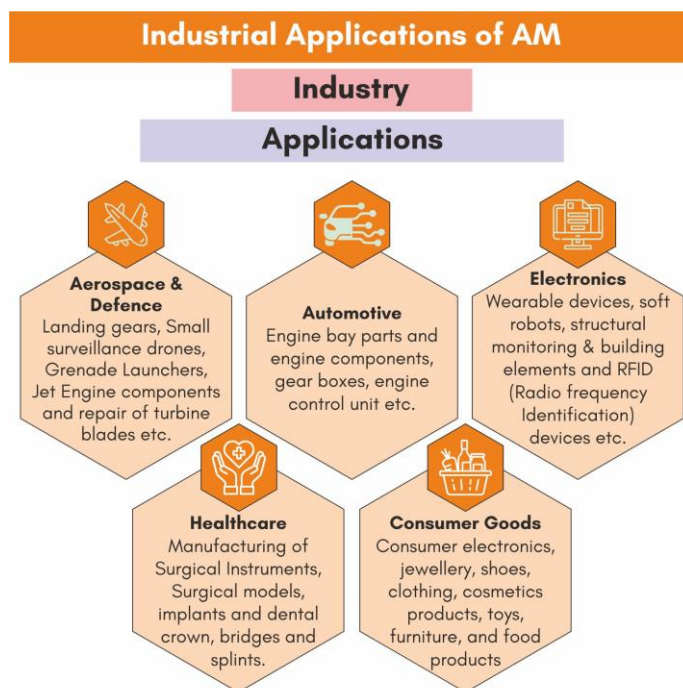 Industrial Applications of AM
Industry
Applications
Aerospace &
Defence
Landing gears, Small
surveillance drones,
Grenade Launchers,
Jet Engine components
and repair of turbine
blades etc.
Automotive
Engine bay parts and
engine components,
gear boxes, engine
control unit etc.
Electronics
Wearable devices, soft
robots, structural
monitoring & building
elements and RFID
(Radio frequency
Identification)
devices etc.
Healthcare
Manufacturing of
Surgical Instruments,
Surgical models,
implants and dental
crown, bridges and
splints.
Consumer Goods
Consumer electronics,
jewellery, shoes,
clothing, cosmetics
products, toys,
furniture, and food
products